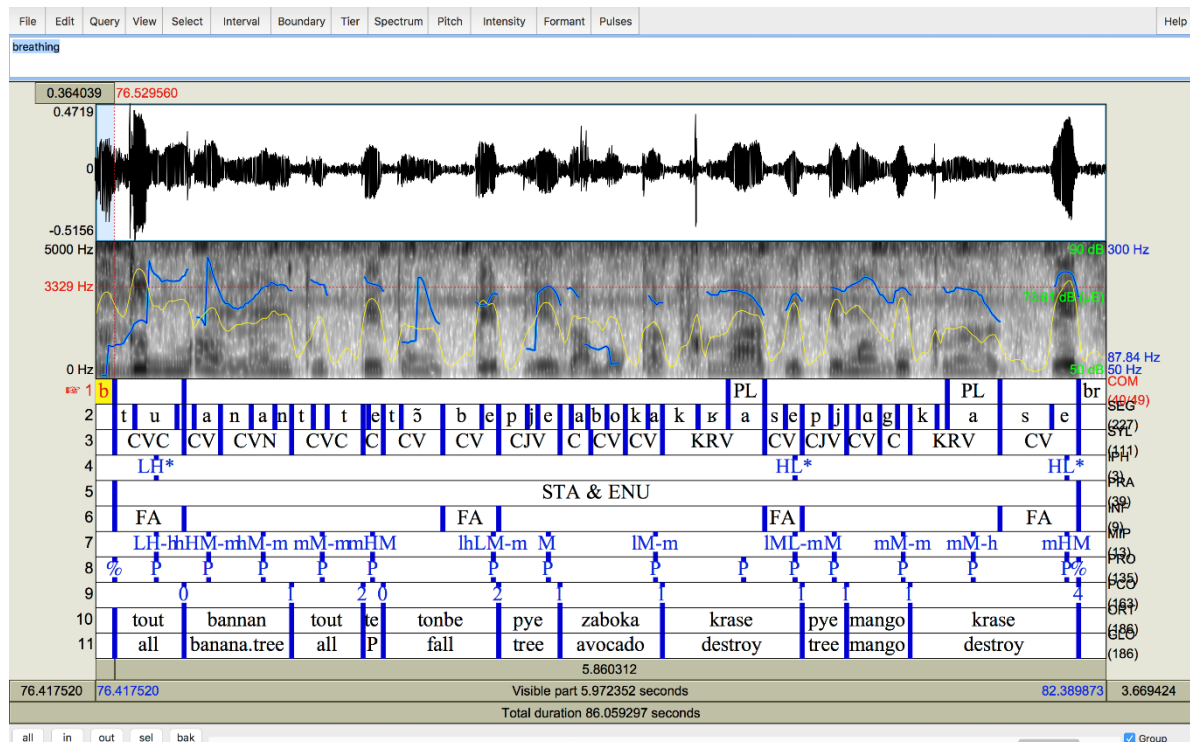 File Edit Query View Select Interval Boundary Tier Spectrum Pitch Intensity Formant Pulses Help
breathing
0.364039 76.529560
0.4719
0
-0.5156
5000 Hz 90 dB 300 Hz
3329 Hz
87.84 Hz
0 Hz 50 dB 50 Hz
1 b PL PL br COM (49/49)
2 t u a n a n t t e t ɔ̃ b e p j e a b o k a k ʁ a s e p j ɑ g k a s e SEG (227)
3 CVC CV CVN CVC C CV CV CJV C CV CV KRV CV CJV CV C KRV CV SYL (111)
4 LH* HL* HL* IPH (3)
5 STA & ENU PRA (39)
6 FA FA FA FA (9)
7 LH-h hHM-m hM-m mM-m mHM lhLM-m M lM-m lML-m M mM-m mM-h mHM MIP (13)
8 % P P P P P P P P P P P P P P % PRO (135)
9 0 1 2 0 2 1 1 1 1 1 4 PCO (163)
10 tout bannan tout te tonbe pye zaboka krase pye mango krase ORT (186)
11 all banana.tree all P fall tree avocado destroy tree mango destroy GLO (186)
5.860312
76.417520 76.417520 Visible part 5.972352 seconds 82.389873 3.669424
Total duration 86.059297 seconds
all in out sel bak Group